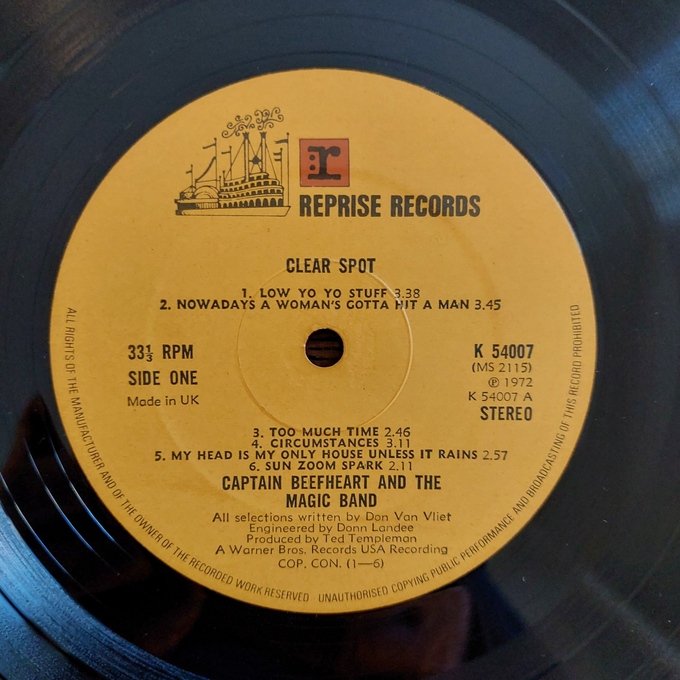 r:
REPRISE RECORDS
CLEAR SPOT
1. LOW YO YO STUFF 3.38
2. NOWADAYS A WOMAN'S GOTTA HIT A MAN 3.45
33⅓ RPM
SIDE ONE
Made in UK
K 54007
(MS 2115)
℗ 1972
K 54007 A
STEREO
3. TOO MUCH TIME 2.46
4. CIRCUMSTANCES 3.11
5. MY HEAD IS MY ONLY HOUSE UNLESS IT RAINS 2.57
6. SUN ZOOM SPARK 2.11
CAPTAIN BEEFHEART AND THE
MAGIC BAND
All selections written by Don Van Vliet
Engineered by Donn Landee
Produced by Ted Templeman
A Warner Bros. Records USA Recording
COP. CON. (1—6)
ALL RIGHTS OF THE MANUFACTURER AND OF THE OWNER OF THE RECORDED WORK RESERVED UNAUTHORISED COPYING PUBLIC PERFORMANCE AND BROADCASTING OF THIS RECORD PROHIBITED